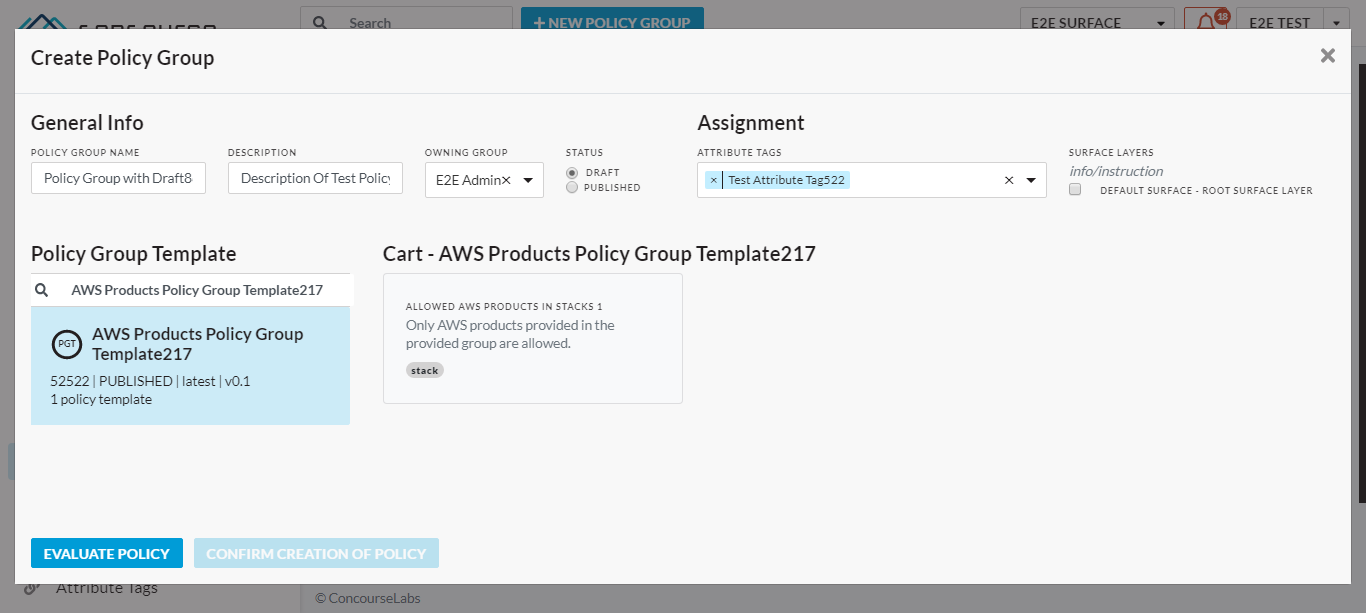 Search
+ NEW POLICY GROUP
E2E SURFACE
18
E2E TEST
Create Policy Group
×
General Info
Assignment
POLICY GROUP NAME
DESCRIPTION
OWNING GROUP
STATUS
ATTRIBUTE TAGS
SURFACE LAYERS
Policy Group with Draft8
Description Of Test Policy
E2E Admin×
DRAFT
PUBLISHED
× Test Attribute Tag522
×
info/instruction
DEFAULT SURFACE - ROOT SURFACE LAYER
Policy Group Template
Cart - AWS Products Policy Group Template217
AWS Products Policy Group Template217
PGT
AWS Products Policy Group
Template217
52522 | PUBLISHED | latest | v0.1
1 policy template
ALLOWED AWS PRODUCTS IN STACKS 1
Only AWS products provided in the
provided group are allowed.
stack
EVALUATE POLICY
CONFIRM CREATION OF POLICY
Attribute Tags
© ConcourseLabs